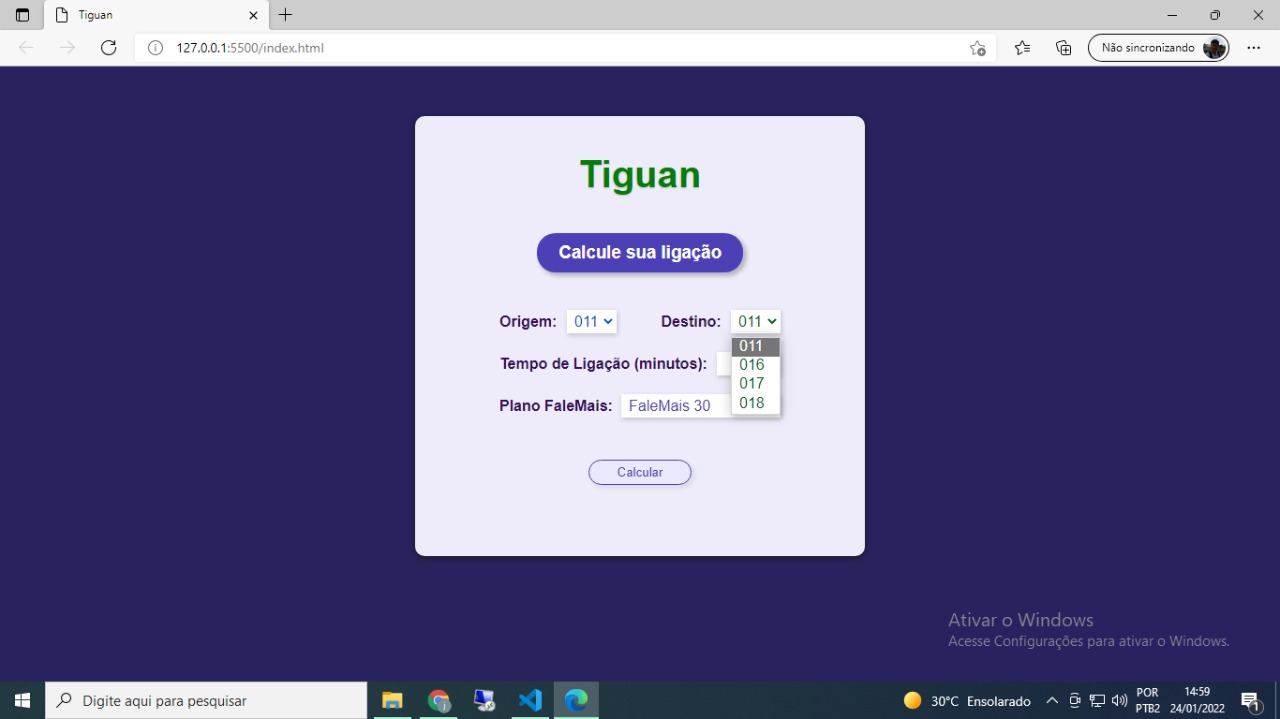 Tiguan
127.0.0.1:5500/index.html
Não sincronizando
Tiguan
Calcule sua ligação
Origem: 011 Destino: 011
011
016
017
018
Tempo de Ligação (minutos):
Plano FaleMais: FaleMais 30
Calcular
Ativar o Windows
Acesse Configurações para ativar o Windows.
Digite aqui para pesquisar
30°C Ensolarado
POR
PTB2
14:59
24/01/2022
1